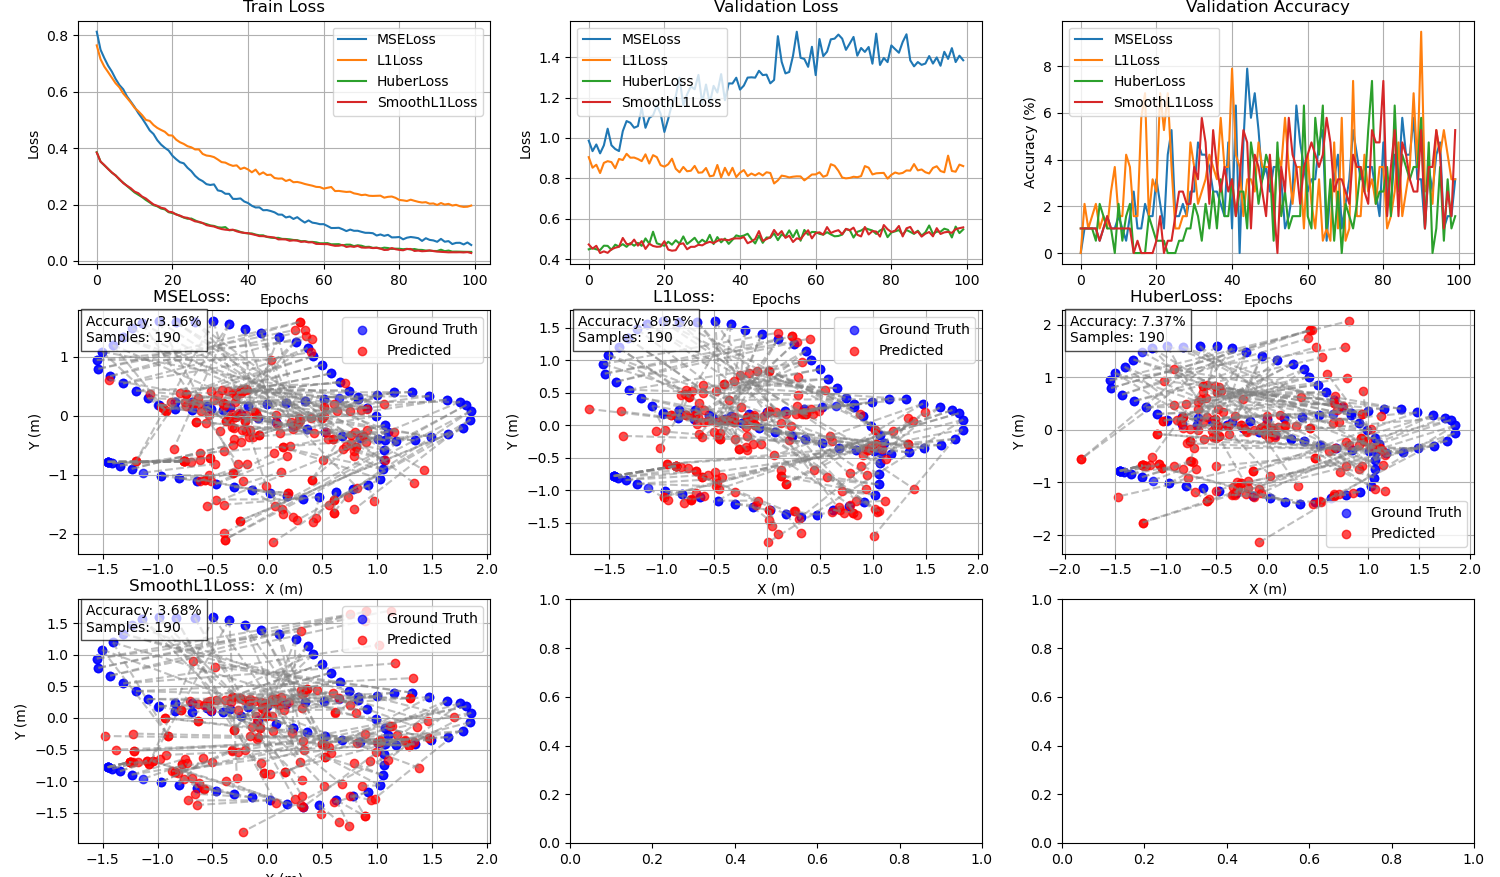 Train Loss
Validation Loss
Validation Accuracy
0.8
0.6
0.4
0.2
0.0
Loss
MSELoss
L1Loss
HuberLoss
SmoothL1Loss
0
20
40
60
80
100
Epochs
1.4
1.2
1.0
0.8
0.6
0.4
Loss
MSELoss
L1Loss
HuberLoss
SmoothL1Loss
0
20
40
60
80
100
Epochs
8
6
4
2
0
Accuracy (%)
MSELoss
L1Loss
HuberLoss
SmoothL1Loss
0
20
40
60
80
100
Epochs
MSELoss:
Accuracy: 3.16%
Samples: 190
Ground Truth
Predicted
1
0
−1
−2
Y (m)
−1.5
−1.0
−0.5
0.0
0.5
1.0
1.5
2.0
X (m)
L1Loss:
Accuracy: 8.95%
Samples: 190
Ground Truth
Predicted
1.5
1.0
0.5
0.0
−0.5
−1.0
−1.5
Y (m)
−1.5
−1.0
−0.5
0.0
0.5
1.0
1.5
2.0
X (m)
HuberLoss:
Accuracy: 7.37%
Samples: 190
Ground Truth
Predicted
2
1
0
−1
−2
Y (m)
−2.0
−1.5
−1.0
−0.5
0.0
0.5
1.0
1.5
2.0
X (m)
SmoothL1Loss:
Accuracy: 3.68%
Samples: 190
Ground Truth
Predicted
1.5
1.0
0.5
0.0
−0.5
−1.0
−1.5
Y (m)
−1.5
−1.0
−0.5
0.0
0.5
1.0
1.5
2.0
X (m)
1.0
0.8
0.6
0.4
0.2
0.0
0.0
0.2
0.4
0.6
0.8
1.0
1.0
0.8
0.6
0.4
0.2
0.0
0.0
0.2
0.4
0.6
0.8
1.0